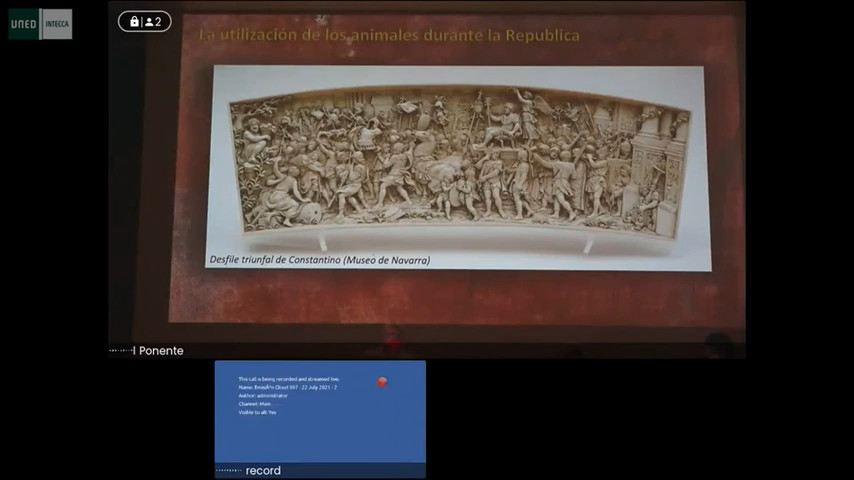 UNED
INTECCA
2
La utilización de los animales durante la Republica
Desfile triunfal de Constantino (Museo de Navarra)
l Ponente
This call is being recorded and streamed live.
Author: administrator
Channel: Main
Visible to all: Yes
record